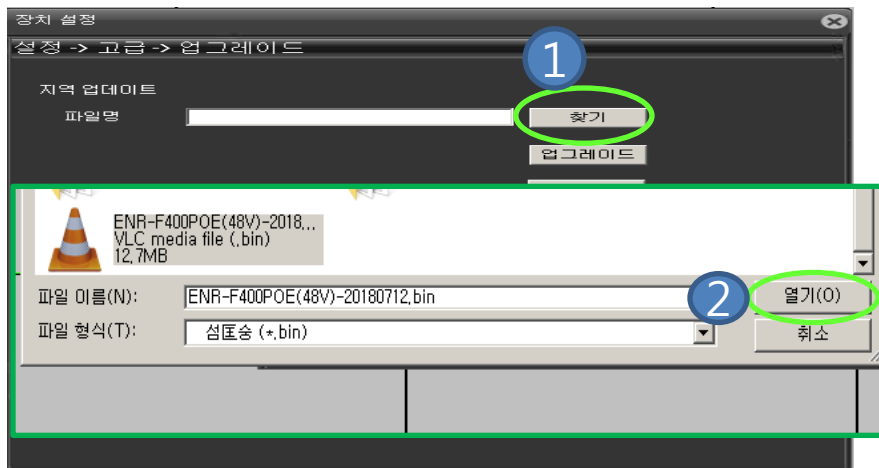 장치 설정
설정 -> 고급 -> 업그레이드
1
지역 업데이트
파일명
찾기
업그레이드
ENR-F400POE(48V)-2018,,,
VLC media file (,bin)
12,7MB
파일 이름(N): ENR-F400POE(48V)-20180712,bin 2 열기(O)
파일 형식(T): 섬匡숭 (*,bin) 취소